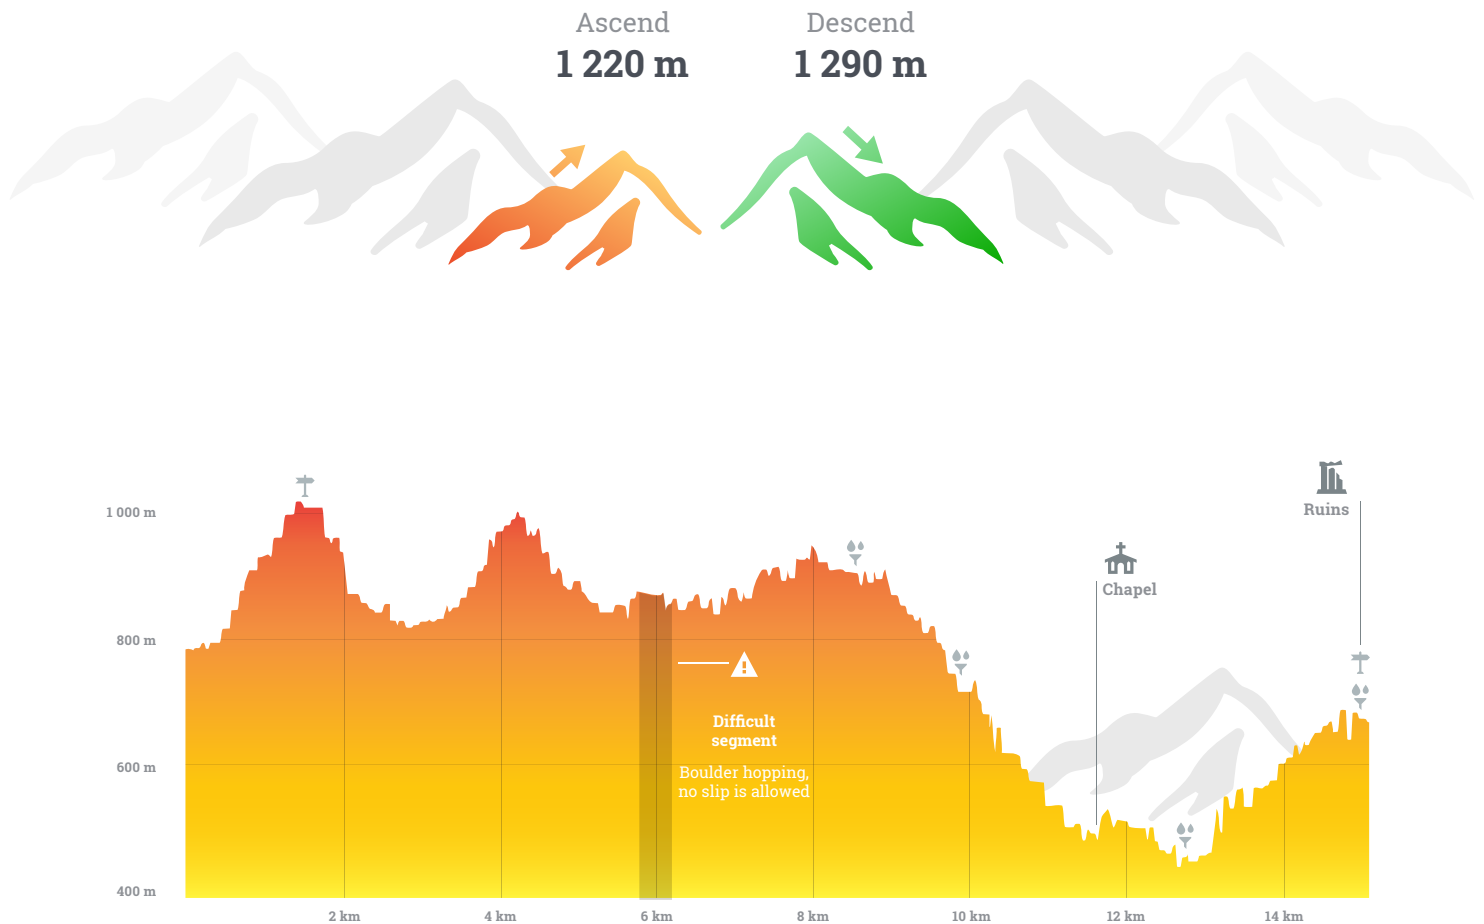 Ascend
1 220 m
Descend
1 290 m
Ruins
1 000 m
Chapel
800 m
Difficult
segment
Boulder hopping,
no slip is allowed
600 m
400 m
2 km
4 km
6 km
8 km
10 km
12 km
14 km